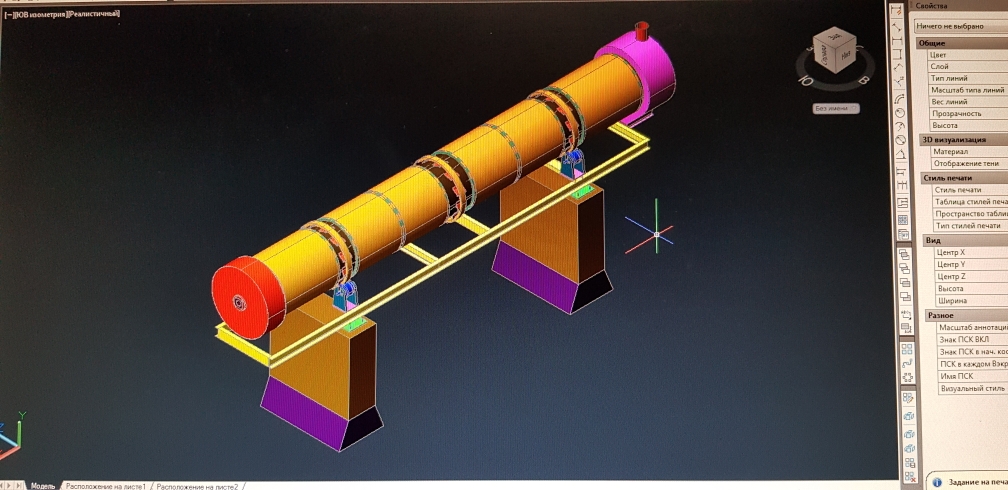 [−][ЮВ изометрия][Реалистичный]
Свойства
Ничего не выбрано
Общие
Цвет
Слой
Тип линий
Масштаб типа линий
Вес линий
Прозрачность
Высота
3D визуализация
Материал
Отображение тени
Стиль печати
Стиль печати
Таблица стилей печа
Пространство табли
Тип стилей печати
Вид
Центр X
Центр Y
Центр Z
Высота
Ширина
Разное
Масштаб аннотаци
Знак ПСК ВКЛ
Знак ПСК в нач. коо
ПСК в каждом Вэкр
Имя ПСК
Визуальный стиль
Ю
В
Без имени
Y
Модель
Расположение на листе1
Расположение на листе2
Задание на печа